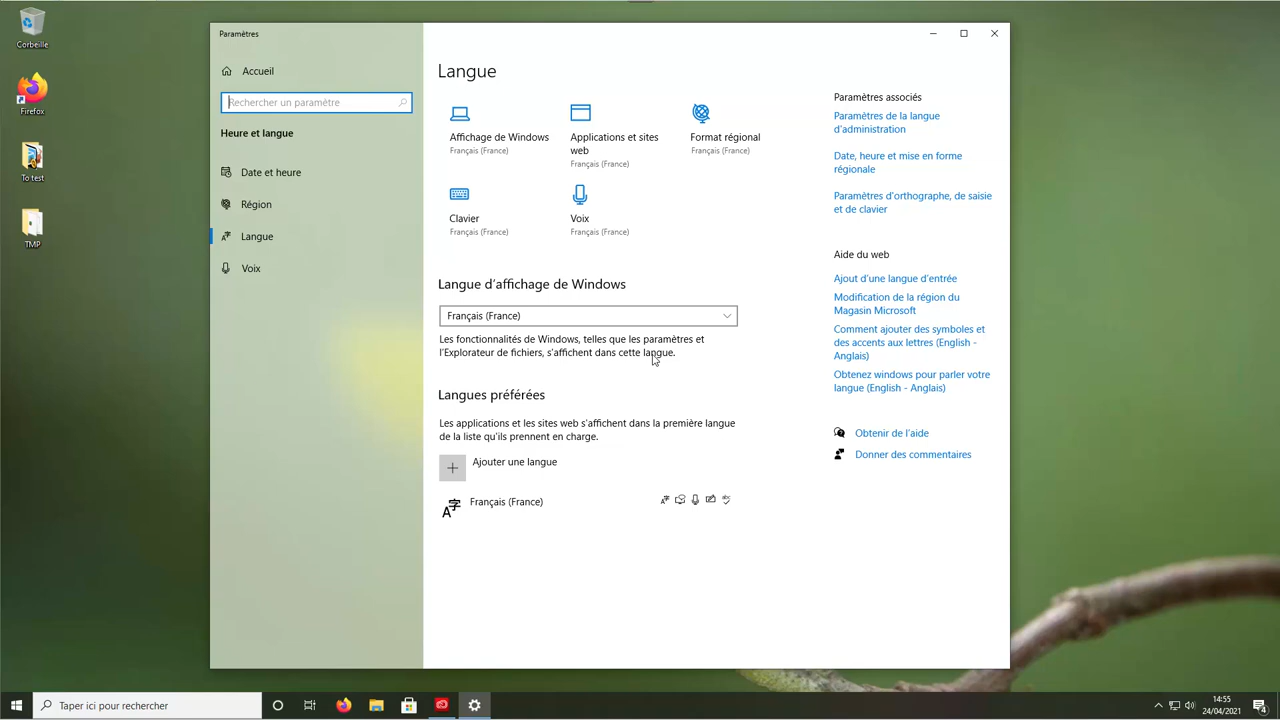 Corbeille
Firefox
To test
TMP
Paramètres
Accueil
Rechercher un paramètre
Heure et langue
Date et heure
Région
Langue
Voix
Langue
Affichage de Windows
Français (France)
Applications et sites
web
Français (France)
Format régional
Français (France)
Clavier
Français (France)
Voix
Français (France)
Langue d'affichage de Windows
Français (France)
Les fonctionnalités de Windows, telles que les paramètres et
l'Explorateur de fichiers, s'affichent dans cette langue.
Langues préférées
Les applications et les sites web s'affichent dans la première langue
de la liste qu'ils prennent en charge.
Ajouter une langue
Français (France)
Paramètres associés
Paramètres de la langue
d'administration
Date, heure et mise en forme
régionale
Paramètres d'orthographe, de saisie
et de clavier
Aide du web
Ajout d'une langue d'entrée
Modification de la région du
Magasin Microsoft
Comment ajouter des symboles et
des accents aux lettres (English -
Anglais)
Obtenez windows pour parler votre
langue (English - Anglais)
Obtenir de l'aide
Donner des commentaires
Taper ici pour rechercher
14:55
24/04/2021
4